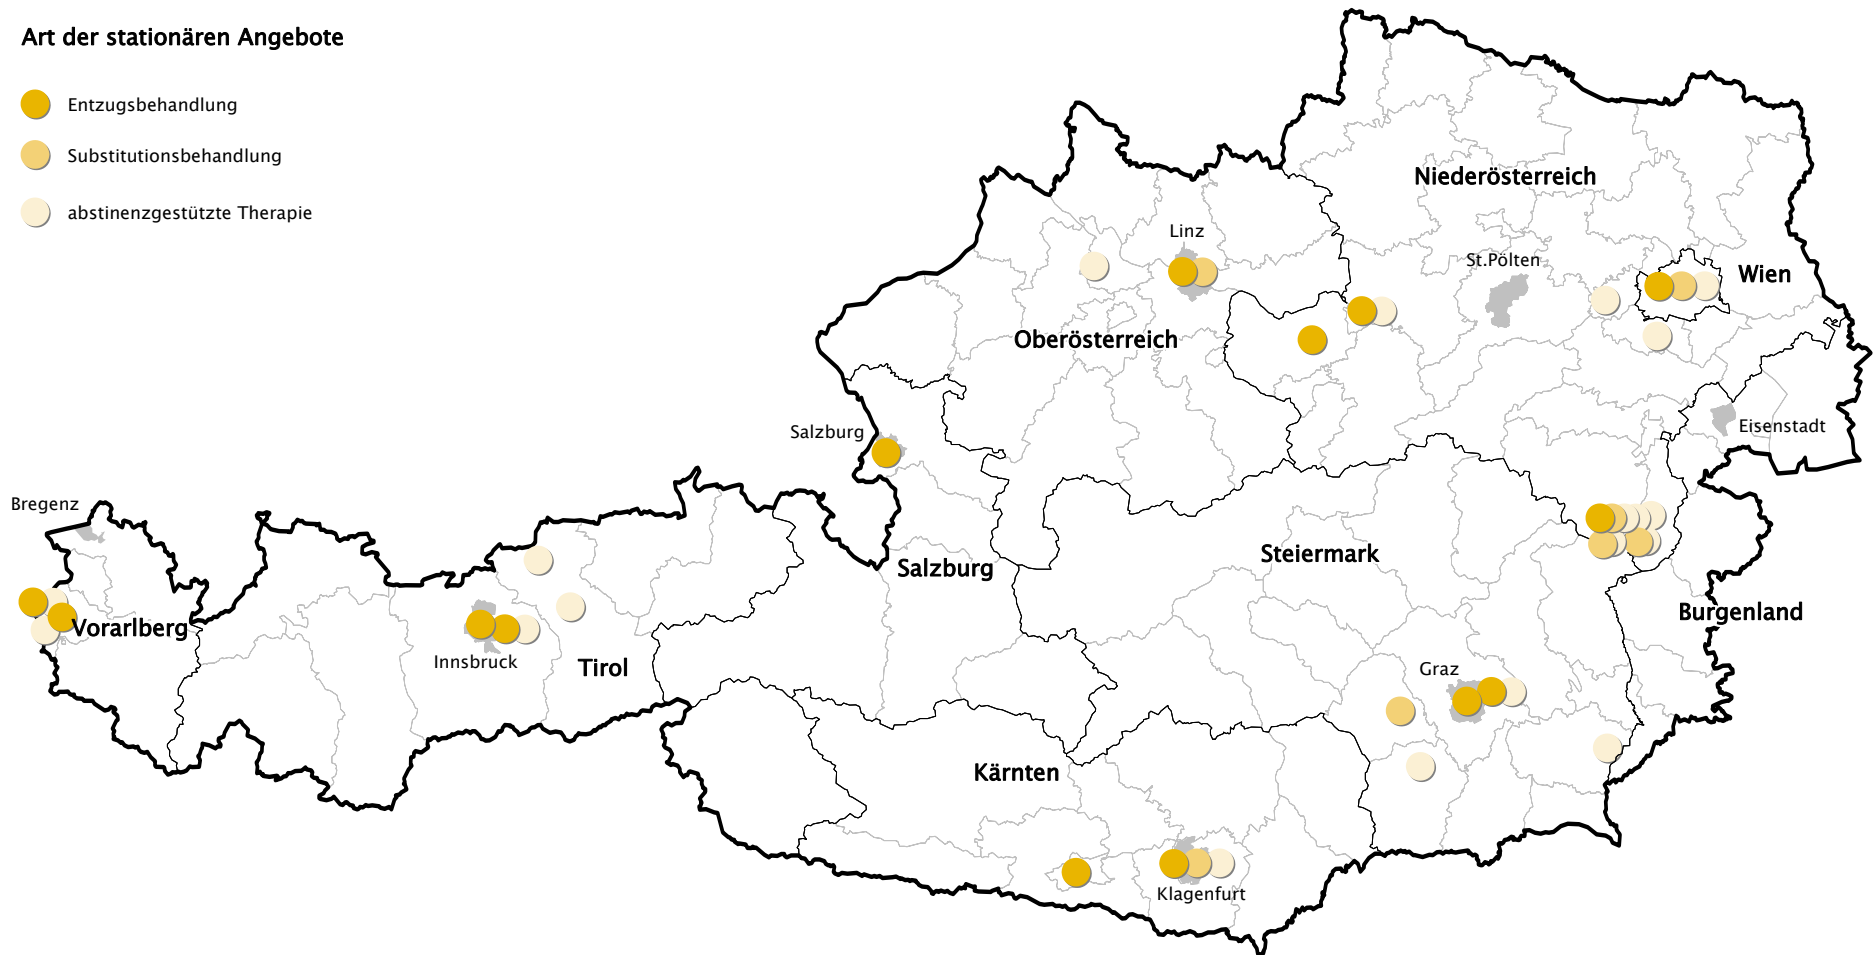 Art der stationären Angebote
Entzugsbehandlung
Substitutionsbehandlung
abstinenzgestützte Therapie
Niederösterreich
Linz
St.Pölten
Wien
Oberösterreich
Eisenstadt
Salzburg
Bregenz
Steiermark
Salzburg
Burgenland
Vorarlberg
Innsbruck
Tirol
Graz
Kärnten
Klagenfurt